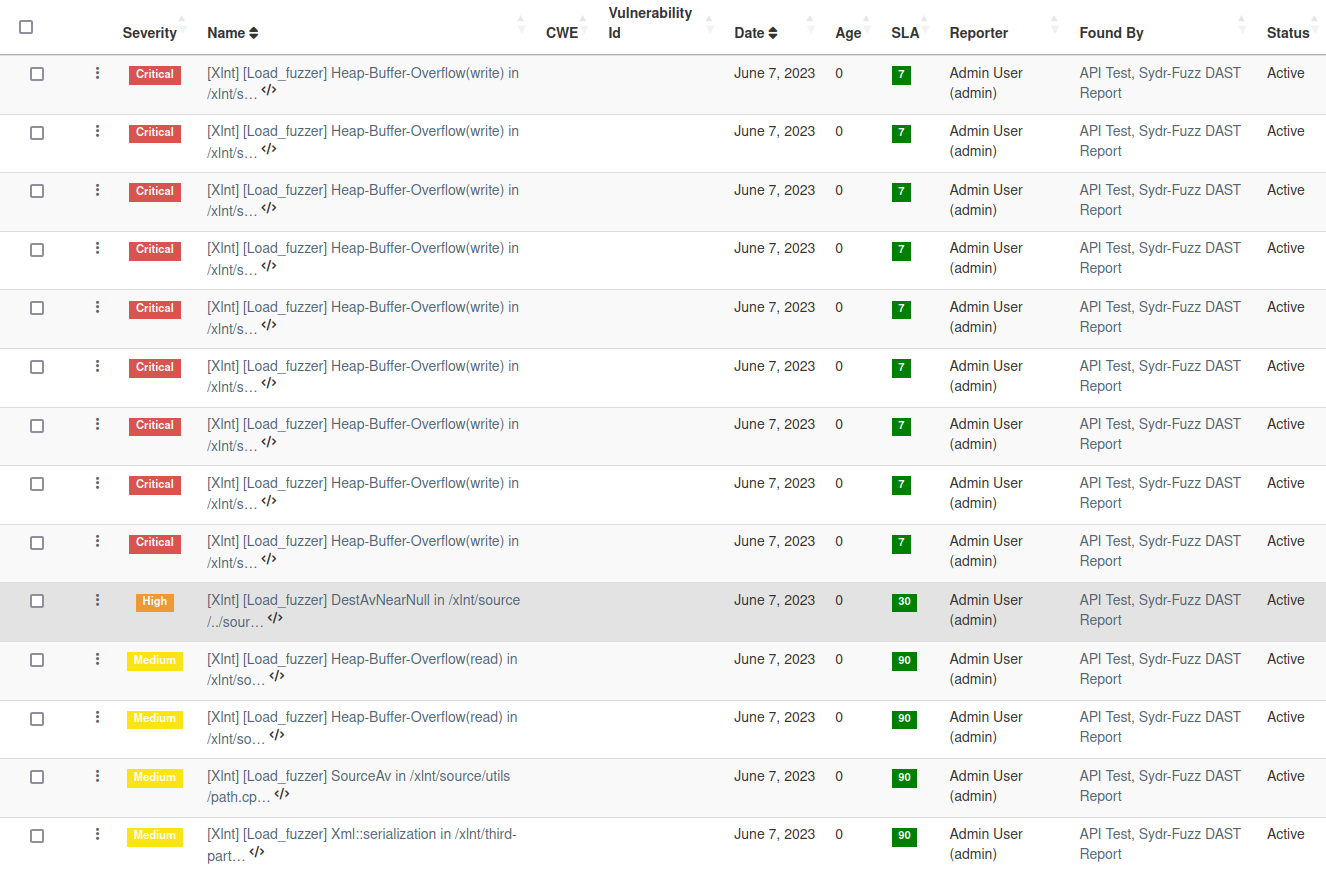 Severity Name CWE Vulnerability Id Date Age SLA Reporter Found By Status
Critical [Xlnt] [Load_fuzzer] Heap-Buffer-Overflow(write) in June 7, 2023 0 7 Admin User API Test, Sydr-Fuzz DAST Active
/xlnt/s... </> (admin) Report
Critical [Xlnt] [Load_fuzzer] Heap-Buffer-Overflow(write) in June 7, 2023 0 7 Admin User API Test, Sydr-Fuzz DAST Active
/xlnt/s... </> (admin) Report
Critical [Xlnt] [Load_fuzzer] Heap-Buffer-Overflow(write) in June 7, 2023 0 7 Admin User API Test, Sydr-Fuzz DAST Active
/xlnt/s... </> (admin) Report
Critical [Xlnt] [Load_fuzzer] Heap-Buffer-Overflow(write) in June 7, 2023 0 7 Admin User API Test, Sydr-Fuzz DAST Active
/xlnt/s... </> (admin) Report
Critical [Xlnt] [Load_fuzzer] Heap-Buffer-Overflow(write) in June 7, 2023 0 7 Admin User API Test, Sydr-Fuzz DAST Active
/xlnt/s... </> (admin) Report
Critical [Xlnt] [Load_fuzzer] Heap-Buffer-Overflow(write) in June 7, 2023 0 7 Admin User API Test, Sydr-Fuzz DAST Active
/xlnt/s... </> (admin) Report
Critical [Xlnt] [Load_fuzzer] Heap-Buffer-Overflow(write) in June 7, 2023 0 7 Admin User API Test, Sydr-Fuzz DAST Active
/xlnt/s... </> (admin) Report
Critical [Xlnt] [Load_fuzzer] Heap-Buffer-Overflow(write) in June 7, 2023 0 7 Admin User API Test, Sydr-Fuzz DAST Active
/xlnt/s... </> (admin) Report
Critical [Xlnt] [Load_fuzzer] Heap-Buffer-Overflow(write) in June 7, 2023 0 7 Admin User API Test, Sydr-Fuzz DAST Active
/xlnt/s... </> (admin) Report
High [Xlnt] [Load_fuzzer] DestAvNearNull in /xlnt/source June 7, 2023 0 30 Admin User API Test, Sydr-Fuzz DAST Active
/../sour... </> (admin) Report
Medium [Xlnt] [Load_fuzzer] Heap-Buffer-Overflow(read) in June 7, 2023 0 90 Admin User API Test, Sydr-Fuzz DAST Active
/xlnt/so... </> (admin) Report
Medium [Xlnt] [Load_fuzzer] Heap-Buffer-Overflow(read) in June 7, 2023 0 90 Admin User API Test, Sydr-Fuzz DAST Active
/xlnt/so... </> (admin) Report
Medium [Xlnt] [Load_fuzzer] SourceAv in /xlnt/source/utils June 7, 2023 0 90 Admin User API Test, Sydr-Fuzz DAST Active
/path.cp... </> (admin) Report
Medium [Xlnt] [Load_fuzzer] Xml::serialization in /xlnt/third- June 7, 2023 0 90 Admin User API Test, Sydr-Fuzz DAST Active
part... </> (admin) Report